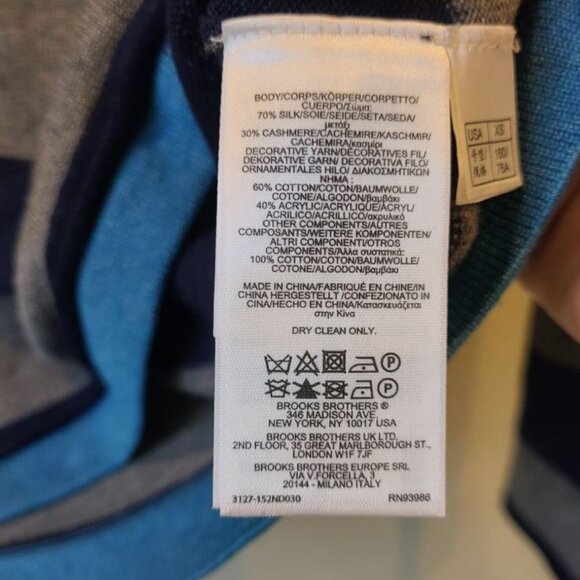 BODY/CORPS/KÖRPER/CORPETTO/
CUERPO/Σώμα:
70% SILK/SOIE/SEIDE/SETA/SEDA/
μετάξι
30% CASHMERE/CACHEMIRE/KASCHMIR/
CACHEMIRA/κασμίρι
DECORATIVE YARN/DÉCORATIVES FIL/
DEKORATIVE GARN/ DECORATIVA FILO/
ORNAMENTALES HILO/ ΔΙΑΚΟΣΜΗΤΙΚΩΝ
ΝΗΜΑ :
60% COTTON/COTON/BAUMWOLLE/
COTONE/ALGODON/βαμβάκι
40% ACRYLIC/ACRYLIQUE/ACRYL/
ACRILICO/ACRÍLICO/ακρυλικό
OTHER COMPONENTS/AUTRES
COMPOSANTS/WEITERE KOMPONENTEN/
ALTRI COMPONENTI/OTROS
COMPONENTS/Άλλα συστατικά:
100% COTTON/COTON/BAUMWOLLE/
COTONE/ALGODON/βαμβάκι
MADE IN CHINA/FABRIQUÉ EN CHINE/IN
CHINA HERGESTELLT /CONFEZIONATO IN
CINA/HECHO EN CHINA/Κατασκευάζεται
στην Κίνα
DRY CLEAN ONLY.
P
P
BROOKS BROTHERS ®
346 MADISON AVE.
NEW YORK, NY 10017 USA
BROOKS BROTHERS UK LTD.
2ND FLOOR, 35 GREAT MARLBOROUGH ST.,
LONDON W1F 7JF
BROOKS BROTHERS EUROPE SRL
VIA V.FORCELLA, 3
20144 - MILANO ITALY
3127-152ND030 RN93986
USA XS
160/
76A